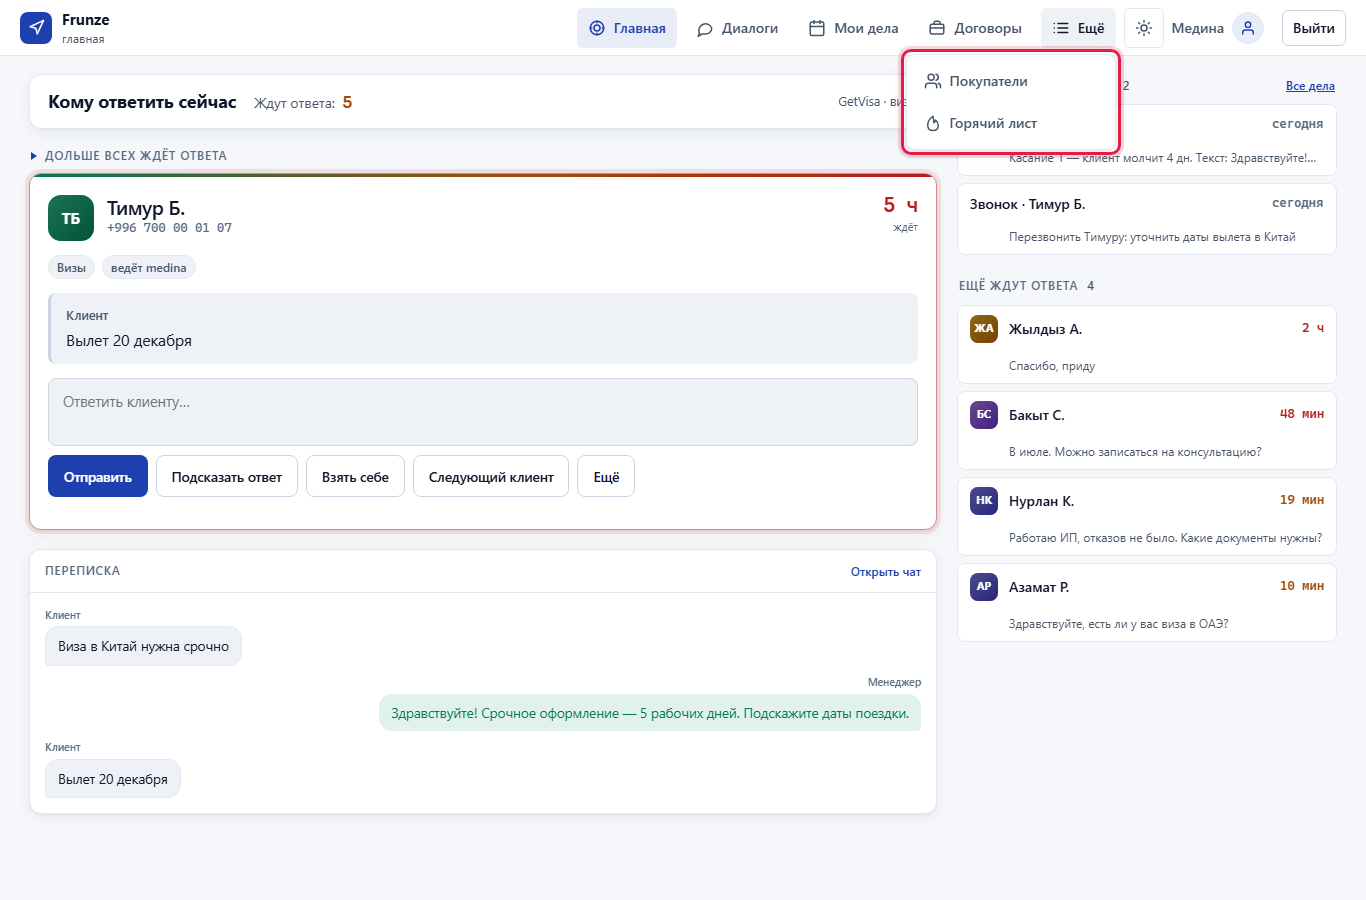 Frunze
главная
Главная
Диалоги
Мои дела
Договоры
Ещё
Медина
Выйти
Покупатели
Горячий лист
Кому ответить сейчас
Ждут ответа: 5
GetVisa ·
2
Все дела
сегодня
Касание 1 — клиент молчит 4 дн. Текст: Здравствуйте!...
Звонок · Тимур Б.
сегодня
Перезвонить Тимуру: уточнить даты вылета в Китай
ДОЛЬШЕ ВСЕХ ЖДЁТ ОТВЕТА
ТБ
Тимур Б.
+996 700 00 01 07
5 ч
ждёт
Визы
ведёт medina
Клиент
Вылет 20 декабря
Ответить клиенту...
Отправить
Подсказать ответ
Взять себе
Следующий клиент
Ещё
ПЕРЕПИСКА
Открыть чат
Клиент
Виза в Китай нужна срочно
Менеджер
Здравствуйте! Срочное оформление — 5 рабочих дней. Подскажите даты поездки.
Клиент
Вылет 20 декабря
ЕЩЁ ЖДУТ ОТВЕТА 4
ЖА
Жылдыз А.
2 ч
Спасибо, приду
БС
Бакыт С.
48 мин
В июле. Можно записаться на консультацию?
НК
Нурлан К.
19 мин
Работаю ИП, отказов не было. Какие документы нужны?
АР
Азамат Р.
10 мин
Здравствуйте, есть ли у вас виза в ОАЭ?